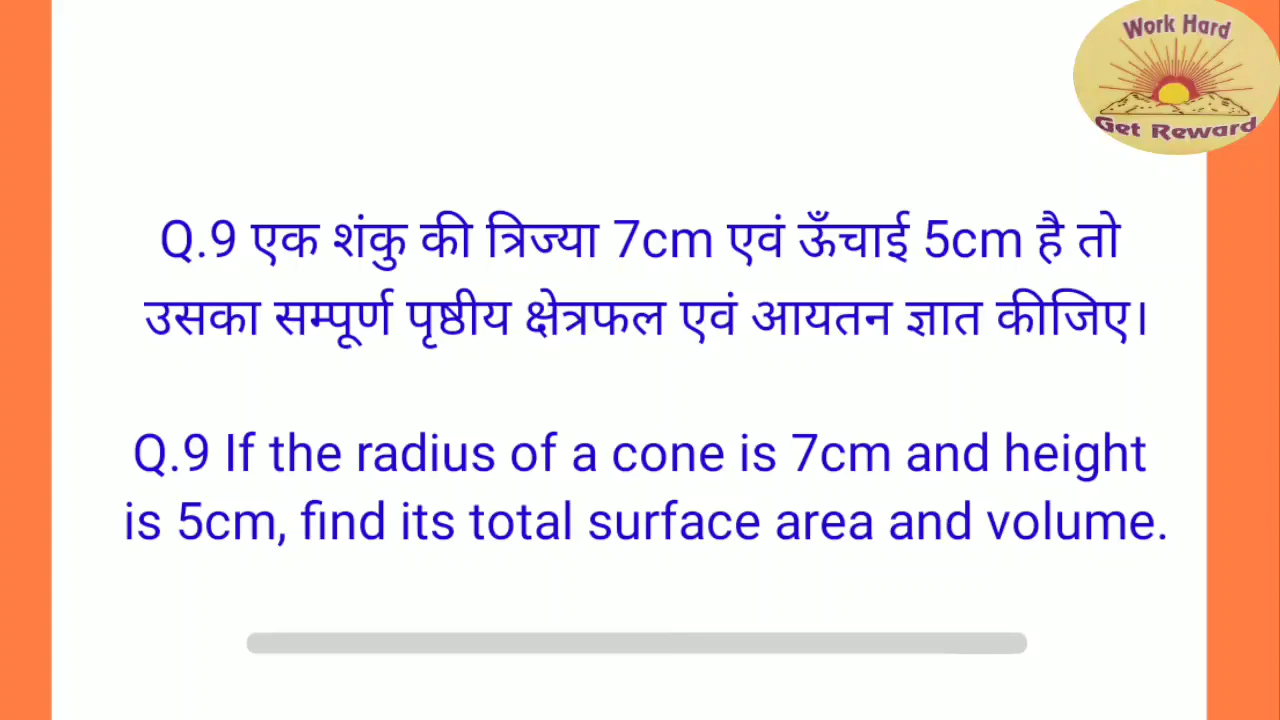 Work Hard
Get Reward
Q.9 एक शंकु की त्रिज्या 7cm एवं ऊँचाई 5cm है तो
उसका सम्पूर्ण पृष्ठीय क्षेत्रफल एवं आयतन ज्ञात कीजिए।
Q.9 If the radius of a cone is 7cm and height
is 5cm, find its total surface area and volume.